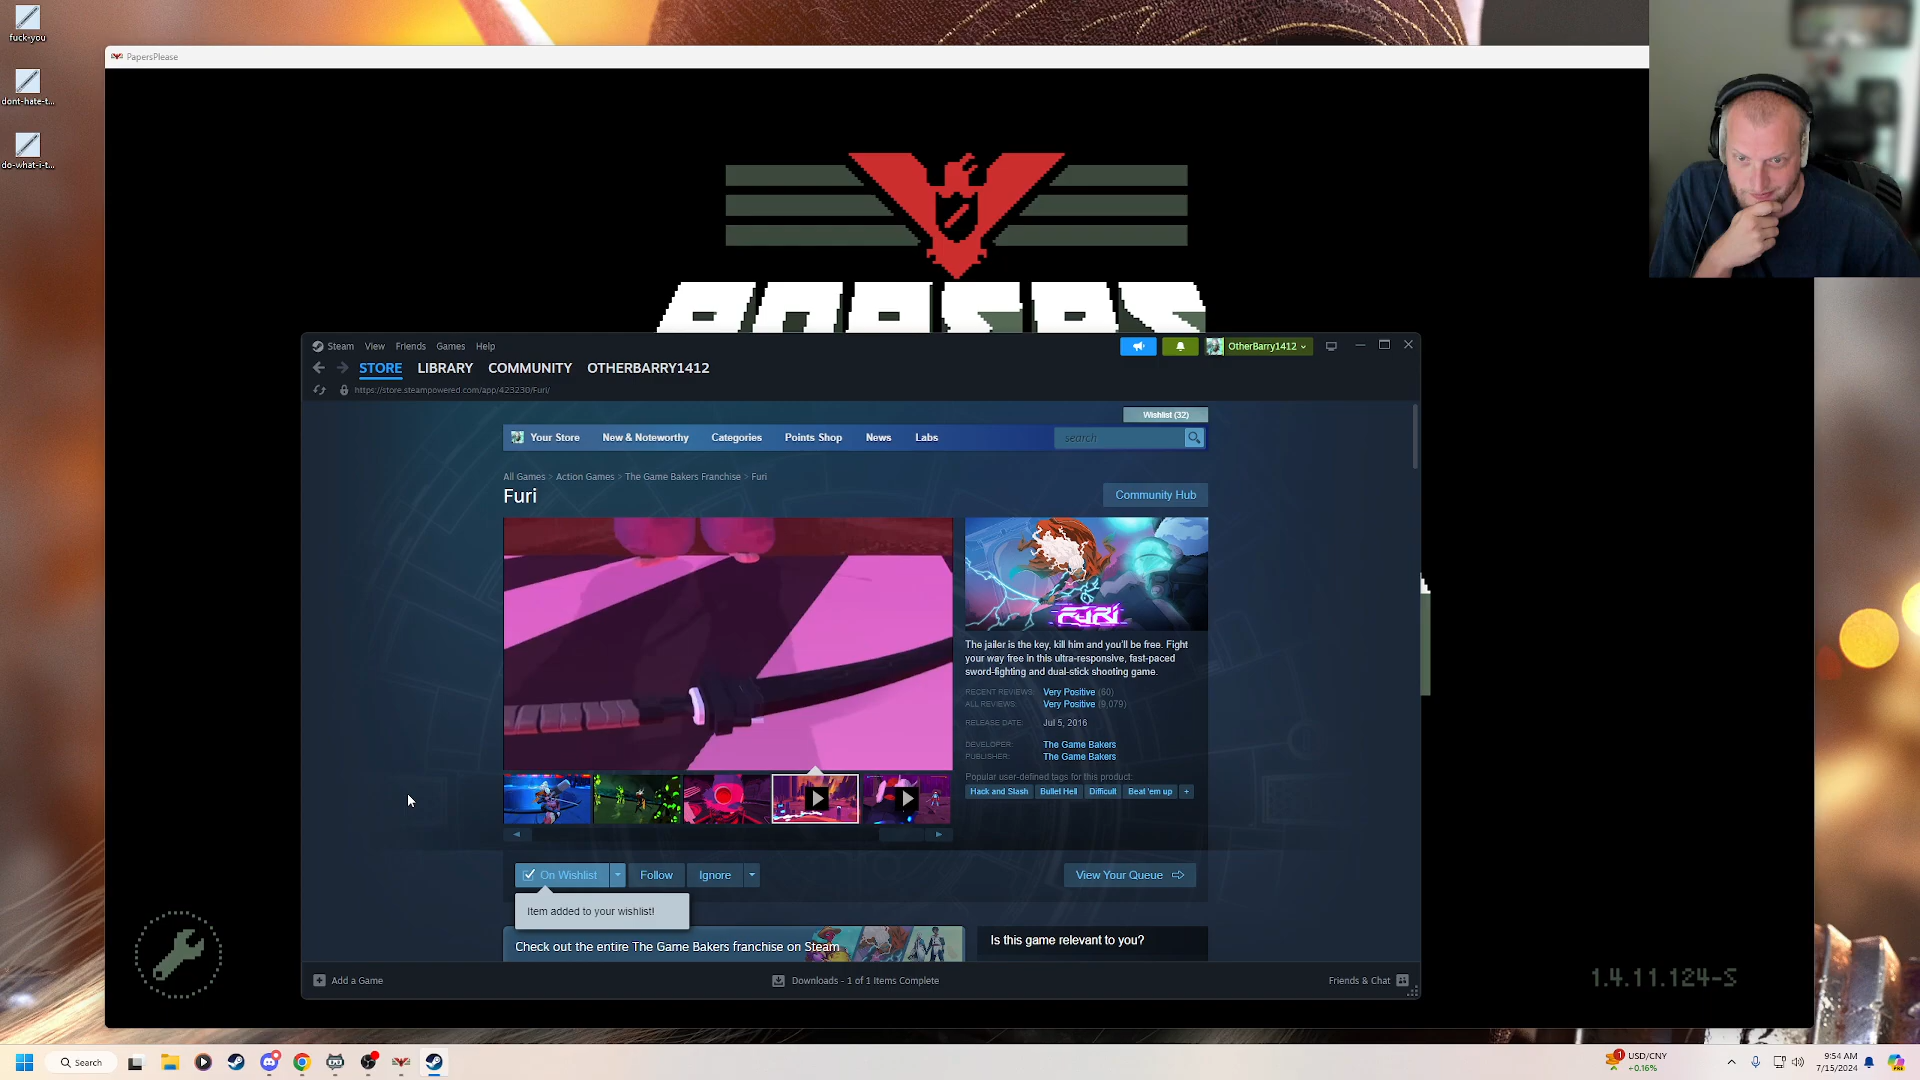 fuck-you
dont-hate-t...
do-what-i-t...
PapersPlease
Steam View Friends Games Help
OtherBarry1412
STORE LIBRARY COMMUNITY OTHERBARRY1412
https://store.steampowered.com/app/423230/Furi/
Wishlist (32)
Your Store New & Noteworthy Categories Points Shop News Labs
search
All Games > Action Games > The Game Bakers Franchise > Furi
Furi
Community Hub
FURI
The jailer is the key, kill him and you'll be free. Fight
your way free in this ultra-responsive, fast-paced
sword-fighting and dual-stick shooting game.
RECENT REVIEWS: Very Positive (60)
ALL REVIEWS: Very Positive (9,079)
RELEASE DATE: Jul 5, 2016
DEVELOPER: The Game Bakers
PUBLISHER: The Game Bakers
Popular user-defined tags for this product:
Hack and Slash Bullet Hell Difficult Beat 'em up +
On Wishlist Follow Ignore
View Your Queue
Item added to your wishlist!
Check out the entire The Game Bakers franchise on Steam
Is this game relevant to you?
Add a Game
Downloads - 1 of 1 Items Complete
Friends & Chat
1.4.11.124-S
Search
1
USD/CNY
+0.16%
9:54 AM
7/15/2024